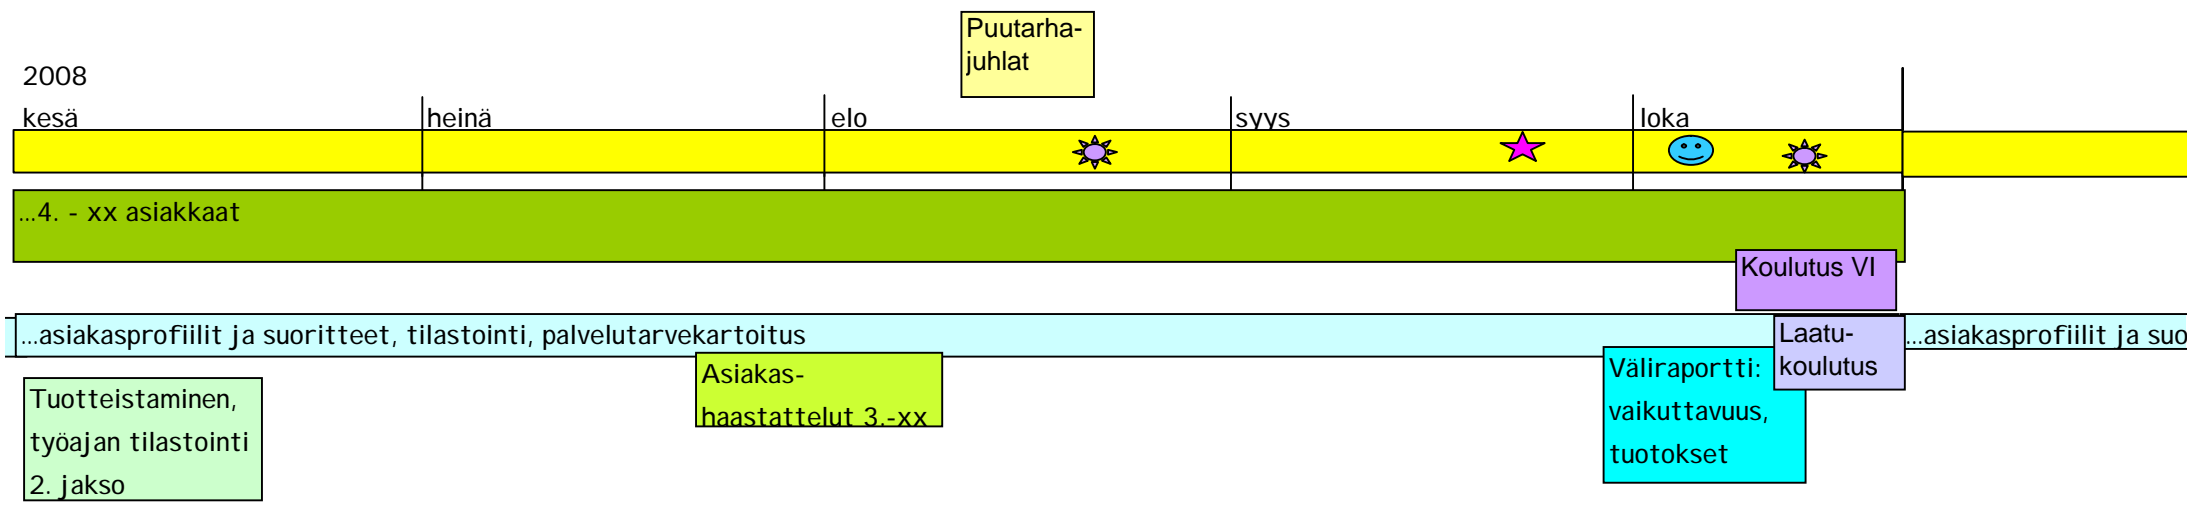 Puutarha-
juhlat
2008
kesä
heinä
elo
syys
loka
...4. - xx asiakkaat
Koulutus VI
...asiakasprofiilit ja suoritteet, tilastointi, palvelutarvekartoitus
...asiakasprofiilit ja suo
Laatu-
koulutus
Asiakas-
haastattelut 3.-xx
Väliraportti:
vaikuttavuus,
tuotokset
Tuotteistaminen,
työajan tilastointi
2. jakso